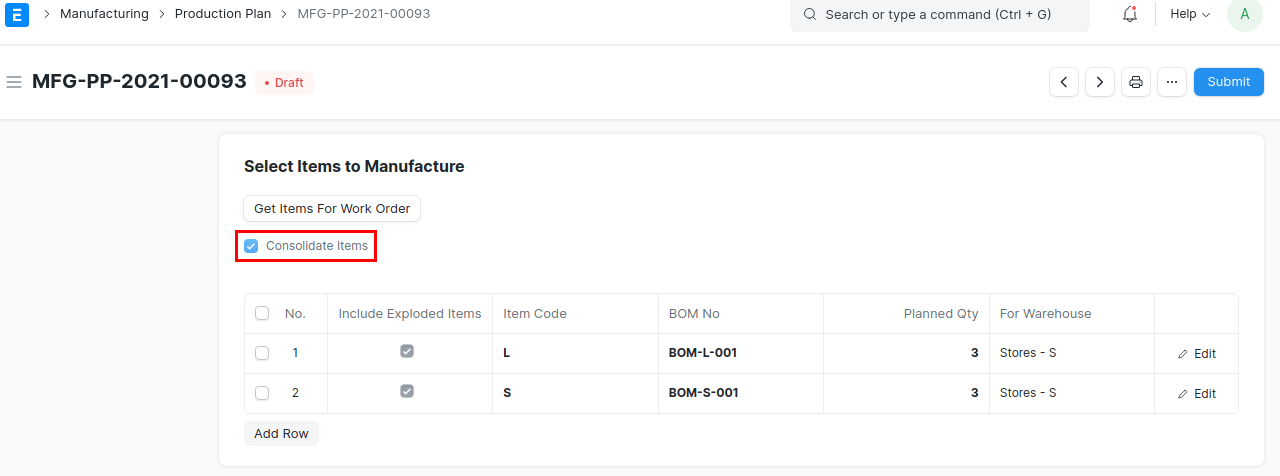 E
Manufacturing > Production Plan > MFG-PP-2021-00093
Search or type a command (Ctrl + G)
Help
A
MFG-PP-2021-00093
• Draft
...
Submit
Select Items to Manufacture
Get Items For Work Order
Consolidate Items
No. Include Exploded Items Item Code BOM No Planned Qty For Warehouse
1 L BOM-L-001 3 Stores - S Edit
2 S BOM-S-001 3 Stores - S Edit
Add Row